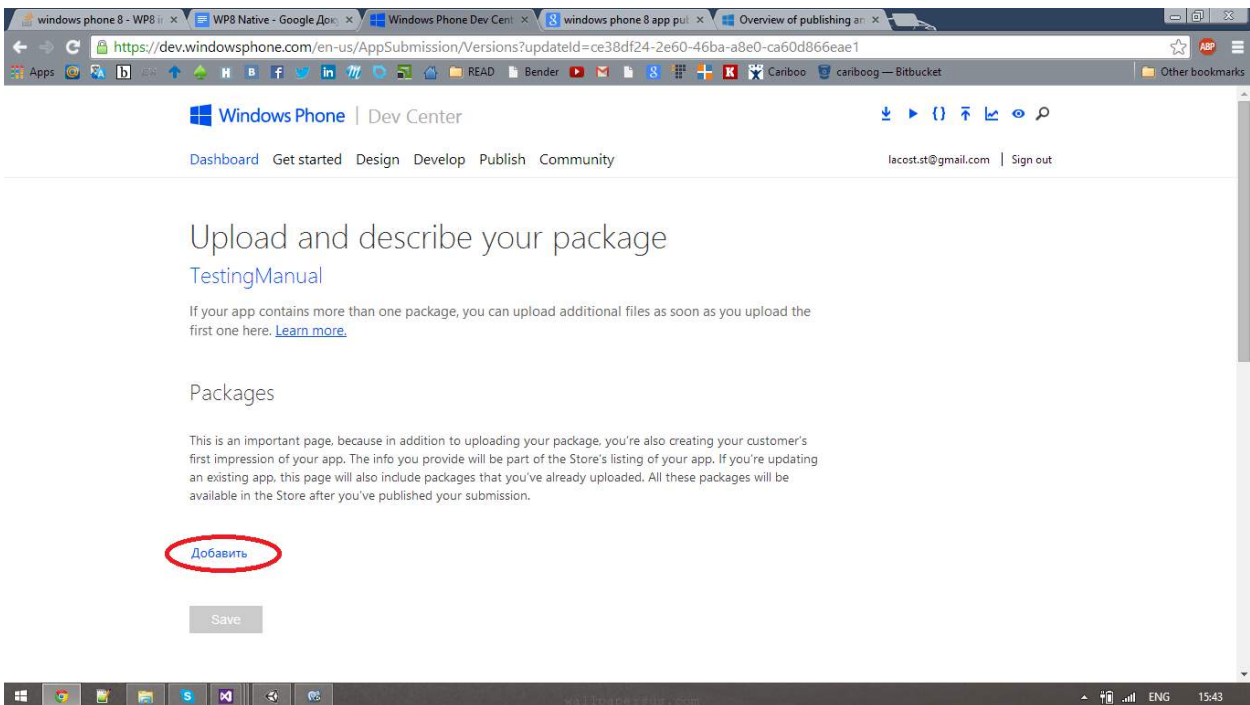 windows phone 8 - WP8 in
WP8 Native - Google Док
Windows Phone Dev Cent
windows phone 8 app pub
Overview of publishing an
https://dev.windowsphone.com/en-us/AppSubmission/Versions?updateId=ce38df24-2e60-46ba-a8e0-ca60d866eae1
ABP
Apps
READ
Bender
Cariboo
cariboog — Bitbucket
Other bookmarks
Windows Phone | Dev Center
Dashboard Get started Design Develop Publish Community
lacost.st@gmail.com | Sign out
Upload and describe your package
TestingManual
If your app contains more than one package, you can upload additional files as soon as you upload the
first one here. Learn more.
Packages
This is an important page, because in addition to uploading your package, you're also creating your customer's
first impression of your app. The info you provide will be part of the Store's listing of your app. If you're updating
an existing app, this page will also include packages that you've already uploaded. All these packages will be
available in the Store after you've published your submission.
Добавить
Save
ENG 15:43